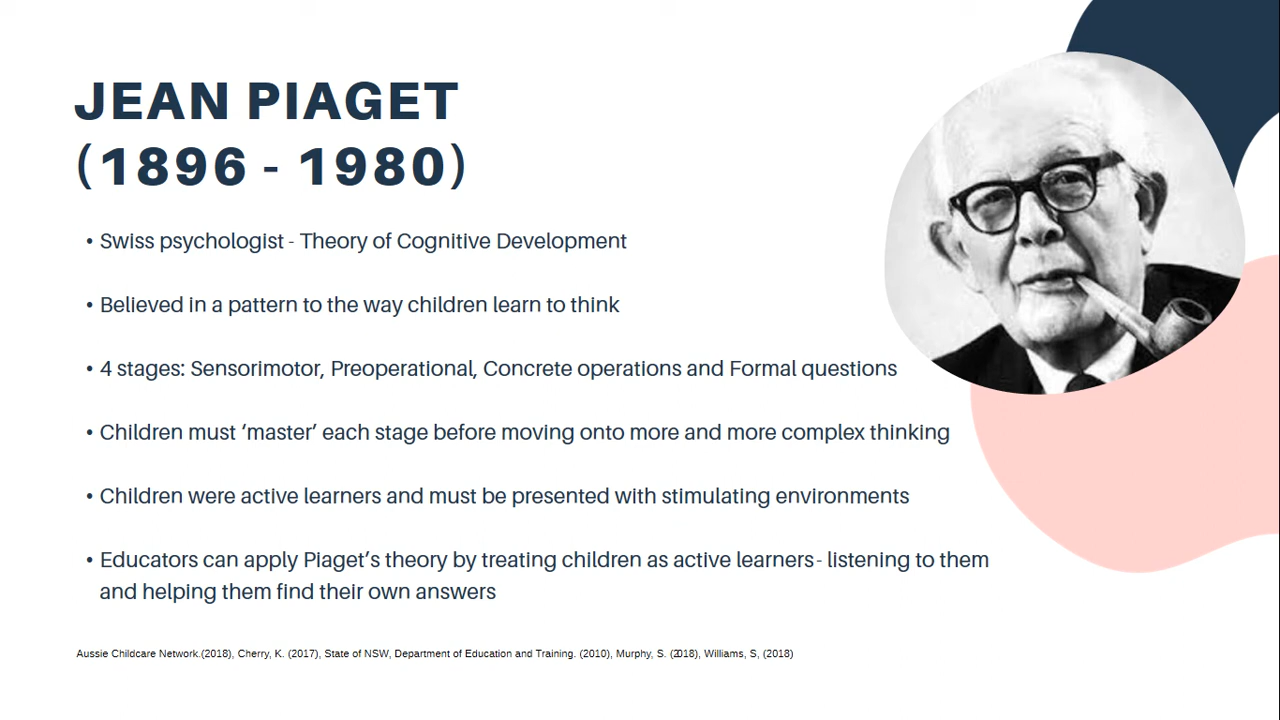 JEAN PIAGET
(1896 - 1980)
• Swiss psychologist - Theory of Cognitive Development
• Believed in a pattern to the way children learn to think
• 4 stages: Sensorimotor, Preoperational, Concrete operations and Formal questions
• Children must ‘master’ each stage before moving onto more and more complex thinking
• Children were active learners and must be presented with stimulating environments
• Educators can apply Piaget’s theory by treating children as active learners- listening to them
and helping them find their own answers
Aussie Childcare Network.(2018), Cherry, K. (2017), State of NSW, Department of Education and Training. (2010), Murphy, S. (2018), Williams, S, (2018)